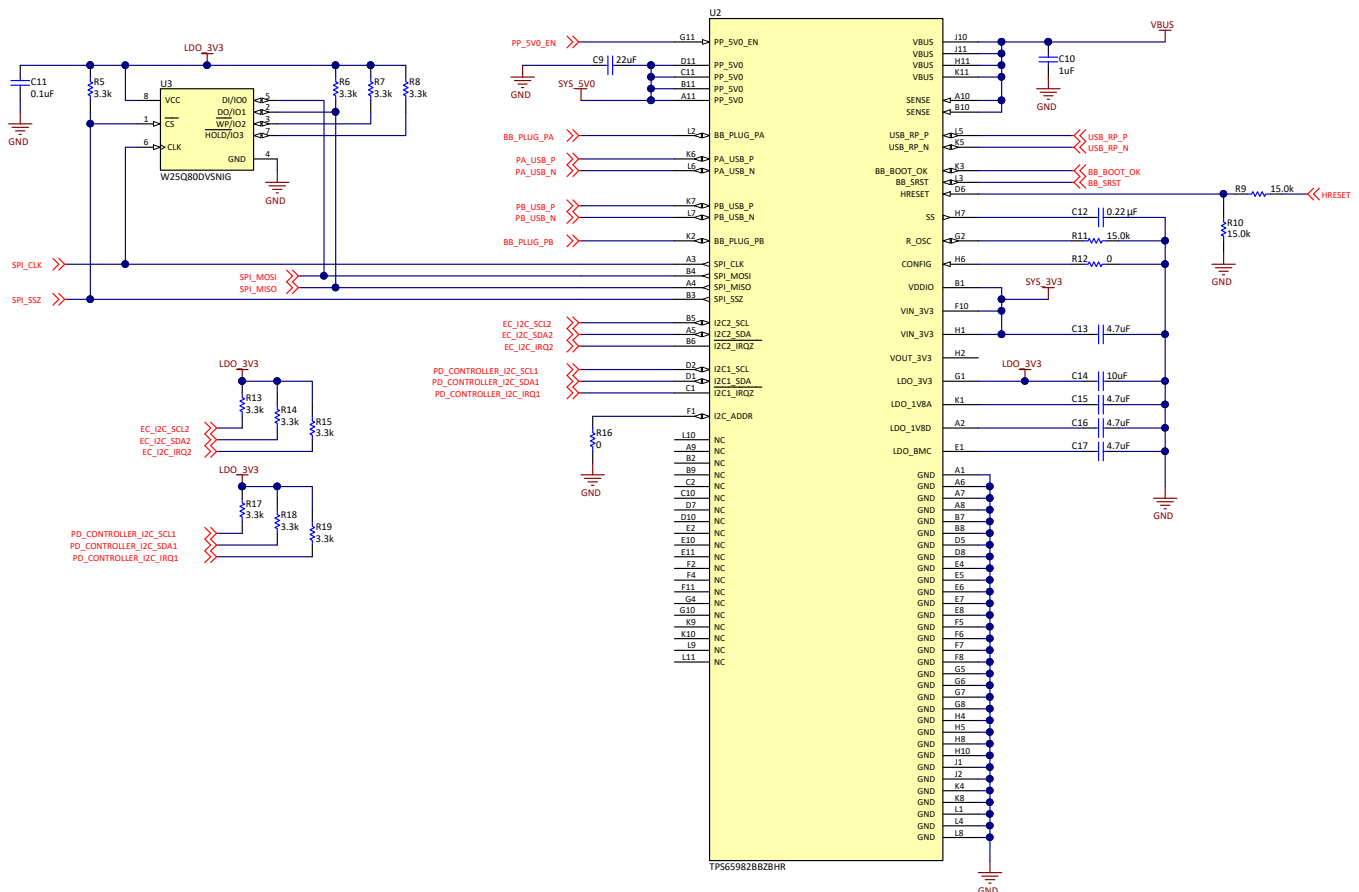 LDO_3V3
C11
0.1uF
GND
R5
3.3k
U3
8 VCC
1 CS
6 CLK
DI/IO0 5
DO/IO1 2
WP/IO2 3
HOLD/IO3 7
GND 4
W25Q80DVSNIG
GND
R6
3.3k
R7
3.3k
R8
3.3k
SPI_CLK
SPI_SSZ
SPI_MOSI
SPI_MISO
LDO_3V3
R13
3.3k
R14
3.3k
R15
3.3k
EC_I2C_SCL2
EC_I2C_SDA2
EC_I2C_IRQ2
LDO_3V3
R17
3.3k
R18
3.3k
R19
3.3k
PD_CONTROLLER_I2C_SCL1
PD_CONTROLLER_I2C_SDA1
PD_CONTROLLER_I2C_IRQ1
PP_5V0_EN
C9 22uF
GND
SYS_5V0
BB_PLUG_PA
PA_USB_P
PA_USB_N
PB_USB_P
PB_USB_N
BB_PLUG_PB
EC_I2C_SCL2
EC_I2C_SDA2
EC_I2C_IRQ2
PD_CONTROLLER_I2C_SCL1
PD_CONTROLLER_I2C_SDA1
PD_CONTROLLER_I2C_IRQ1
R16
0
GND
U2
G11 PP_5V0_EN
D11 PP_5V0
C11 PP_5V0
B11 PP_5V0
A11 PP_5V0
L2 BB_PLUG_PA
K6 PA_USB_P
L6 PA_USB_N
K7 PB_USB_P
L7 PB_USB_N
K2 BB_PLUG_PB
A3 SPI_CLK
B4 SPI_MOSI
A4 SPI_MISO
B3 SPI_SSZ
B5 I2C2_SCL
A5 I2C2_SDA
B6 I2C2_IRQZ
D2 I2C1_SCL
D1 I2C1_SDA
C1 I2C1_IRQZ
F1 I2C_ADDR
L10 NC
A9 NC
B2 NC
B9 NC
C2 NC
C10 NC
D7 NC
D10 NC
E2 NC
E10 NC
E11 NC
F2 NC
F4 NC
F11 NC
G4 NC
G10 NC
K9 NC
K10 NC
L9 NC
L11 NC
VBUS J10
VBUS J11
VBUS H11
VBUS K11
SENSE A10
SENSE B10
USB_RP_P L5
USB_RP_N K5
BB_BOOT_OK K3
BB_SRST L3
HRESET D6
SS H7
R_OSC G2
CONFIG H6
VDDIO B1
VIN_3V3 F10
VIN_3V3 H1
VOUT_3V3 H2
LDO_3V3 G1
LDO_1V8A K1
LDO_1V8D A2
LDO_BMC E1
GND A1
GND A6
GND A7
GND A8
GND B7
GND B8
GND D5
GND D8
GND E4
GND E5
GND E6
GND E7
GND E8
GND F5
GND F6
GND F7
GND F8
GND G5
GND G6
GND G7
GND G8
GND H4
GND H5
GND H8
GND H10
GND J1
GND J2
GND K4
GND K8
GND L1
GND L4
GND L8
TPS65982BBZBHR
GND
VBUS
C10
1uF
GND
USB_RP_P
USB_RP_N
BB_BOOT_OK
BB_SRST
R9 15.0k
HRESET
R10
15.0k
GND
C12 0.22 µF
R11 15.0k
R12 0
SYS_3V3
C13 4.7uF
LDO_3V3
C14 10uF
C15 4.7uF
C16 4.7uF
C17 4.7uF
GND